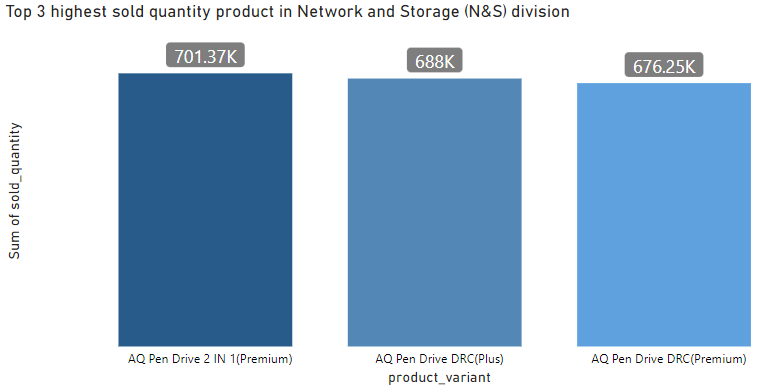 Top 3 highest sold quantity product in Network and Storage (N&S) division
701.37K
688K
676.25K
Sum of sold_quantity
AQ Pen Drive 2 IN 1(Premium)
AQ Pen Drive DRC(Plus)
AQ Pen Drive DRC(Premium)
product_variant